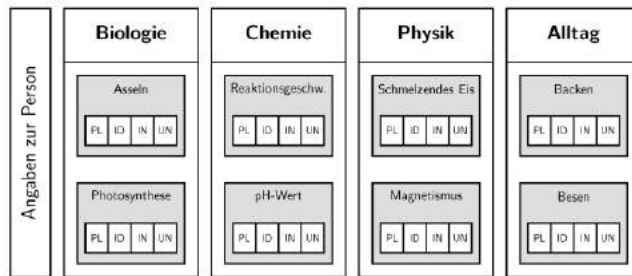 Angaben zur Person
Biologie
Asseln
PL ID IN UN
Photosynthese
PL ID IN UN
Chemie
Reaktionsgeschw.
PL ID IN UN
pH-Wert
PL ID IN UN
Physik
Schmelzendes Eis
PL ID IN UN
Magnetismus
PL ID IN UN
Alltag
Backen
PL ID IN UN
Besen
PL ID IN UN